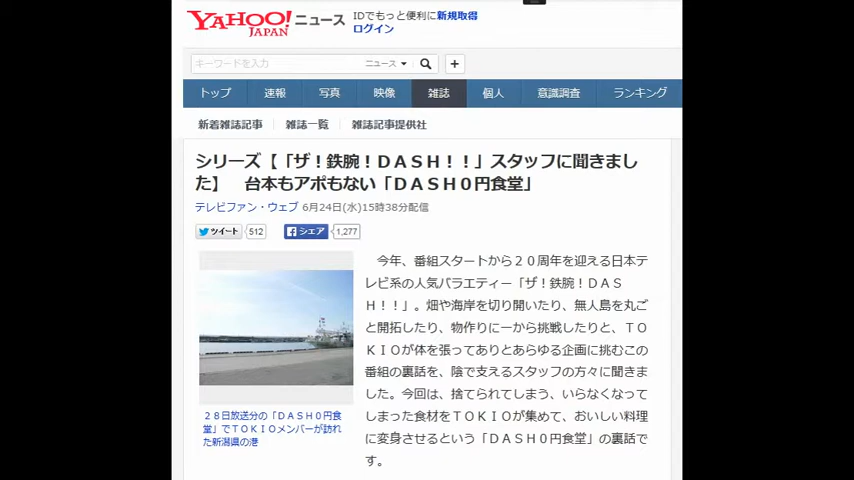 YAHOO! ニュース IDでもっと便利に新規取得
JAPAN ログイン
キーワードを入力 ニュース
トップ 速報 写真 映像 雑誌 個人 意識調査 ランキング
新着雑誌記事 雑誌一覧 雑誌記事提供社
シリーズ【「ザ！鉄腕！ＤＡＳＨ！！」スタッフに聞きまし
た】　台本もアポもない「ＤＡＳＨ０円食堂」
テレビファン・ウェブ 6月24日(水)15時38分配信
ツイート 512 シェア 1,277
今年、番組スタートから２０周年を迎える日本テ
レビ系の人気バラエティー「ザ！鉄腕！ＤＡＳ
Ｈ！！」。畑や海岸を切り開いたり、無人島を丸ご
と開拓したり、物作りに一から挑戦したりと、ＴＯ
ＫＩＯが体を張ってありとあらゆる企画に挑むこの
番組の裏話を、陰で支えるスタッフの方々に聞きま
した。今回は、捨てられてしまう、いらなくなって
しまった食材をＴＯＫＩＯが集めて、おいしい料理
に変身させるという「ＤＡＳＨ０円食堂」の裏話で
す。
２８日放送分の「ＤＡＳＨ０円食
堂」でＴＯＫＩＯメンバーが訪れ
た新潟県の港